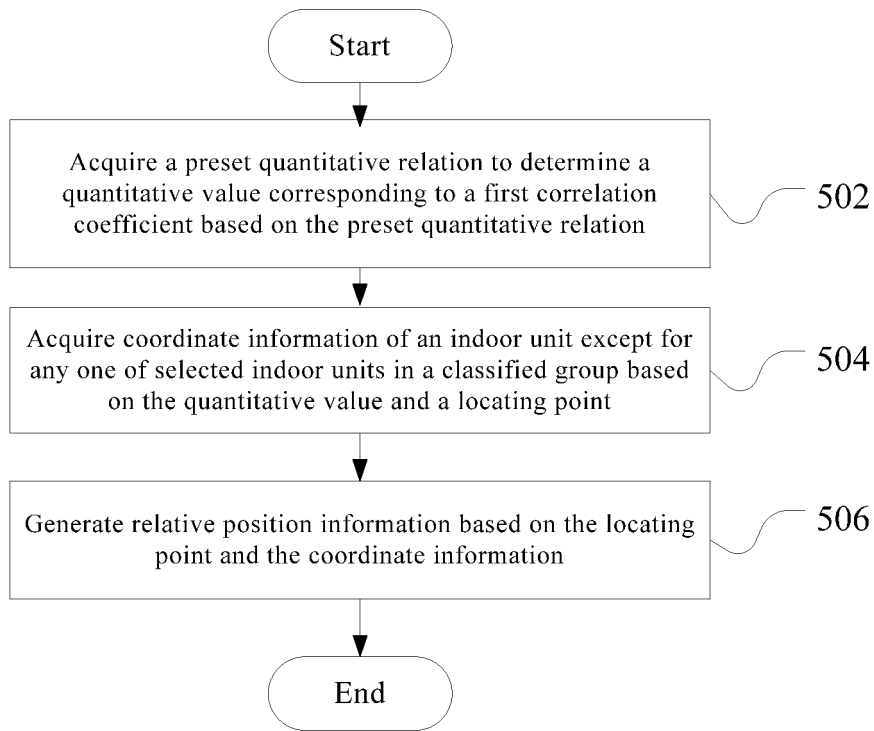 Start
Acquire a preset quantitative relation to determine a
quantitative value corresponding to a first correlation
coefficient based on the preset quantitative relation
502
Acquire coordinate information of an indoor unit except for
any one of selected indoor units in a classified group based
on the quantitative value and a locating point
504
Generate relative position information based on the locating
point and the coordinate information
506
End